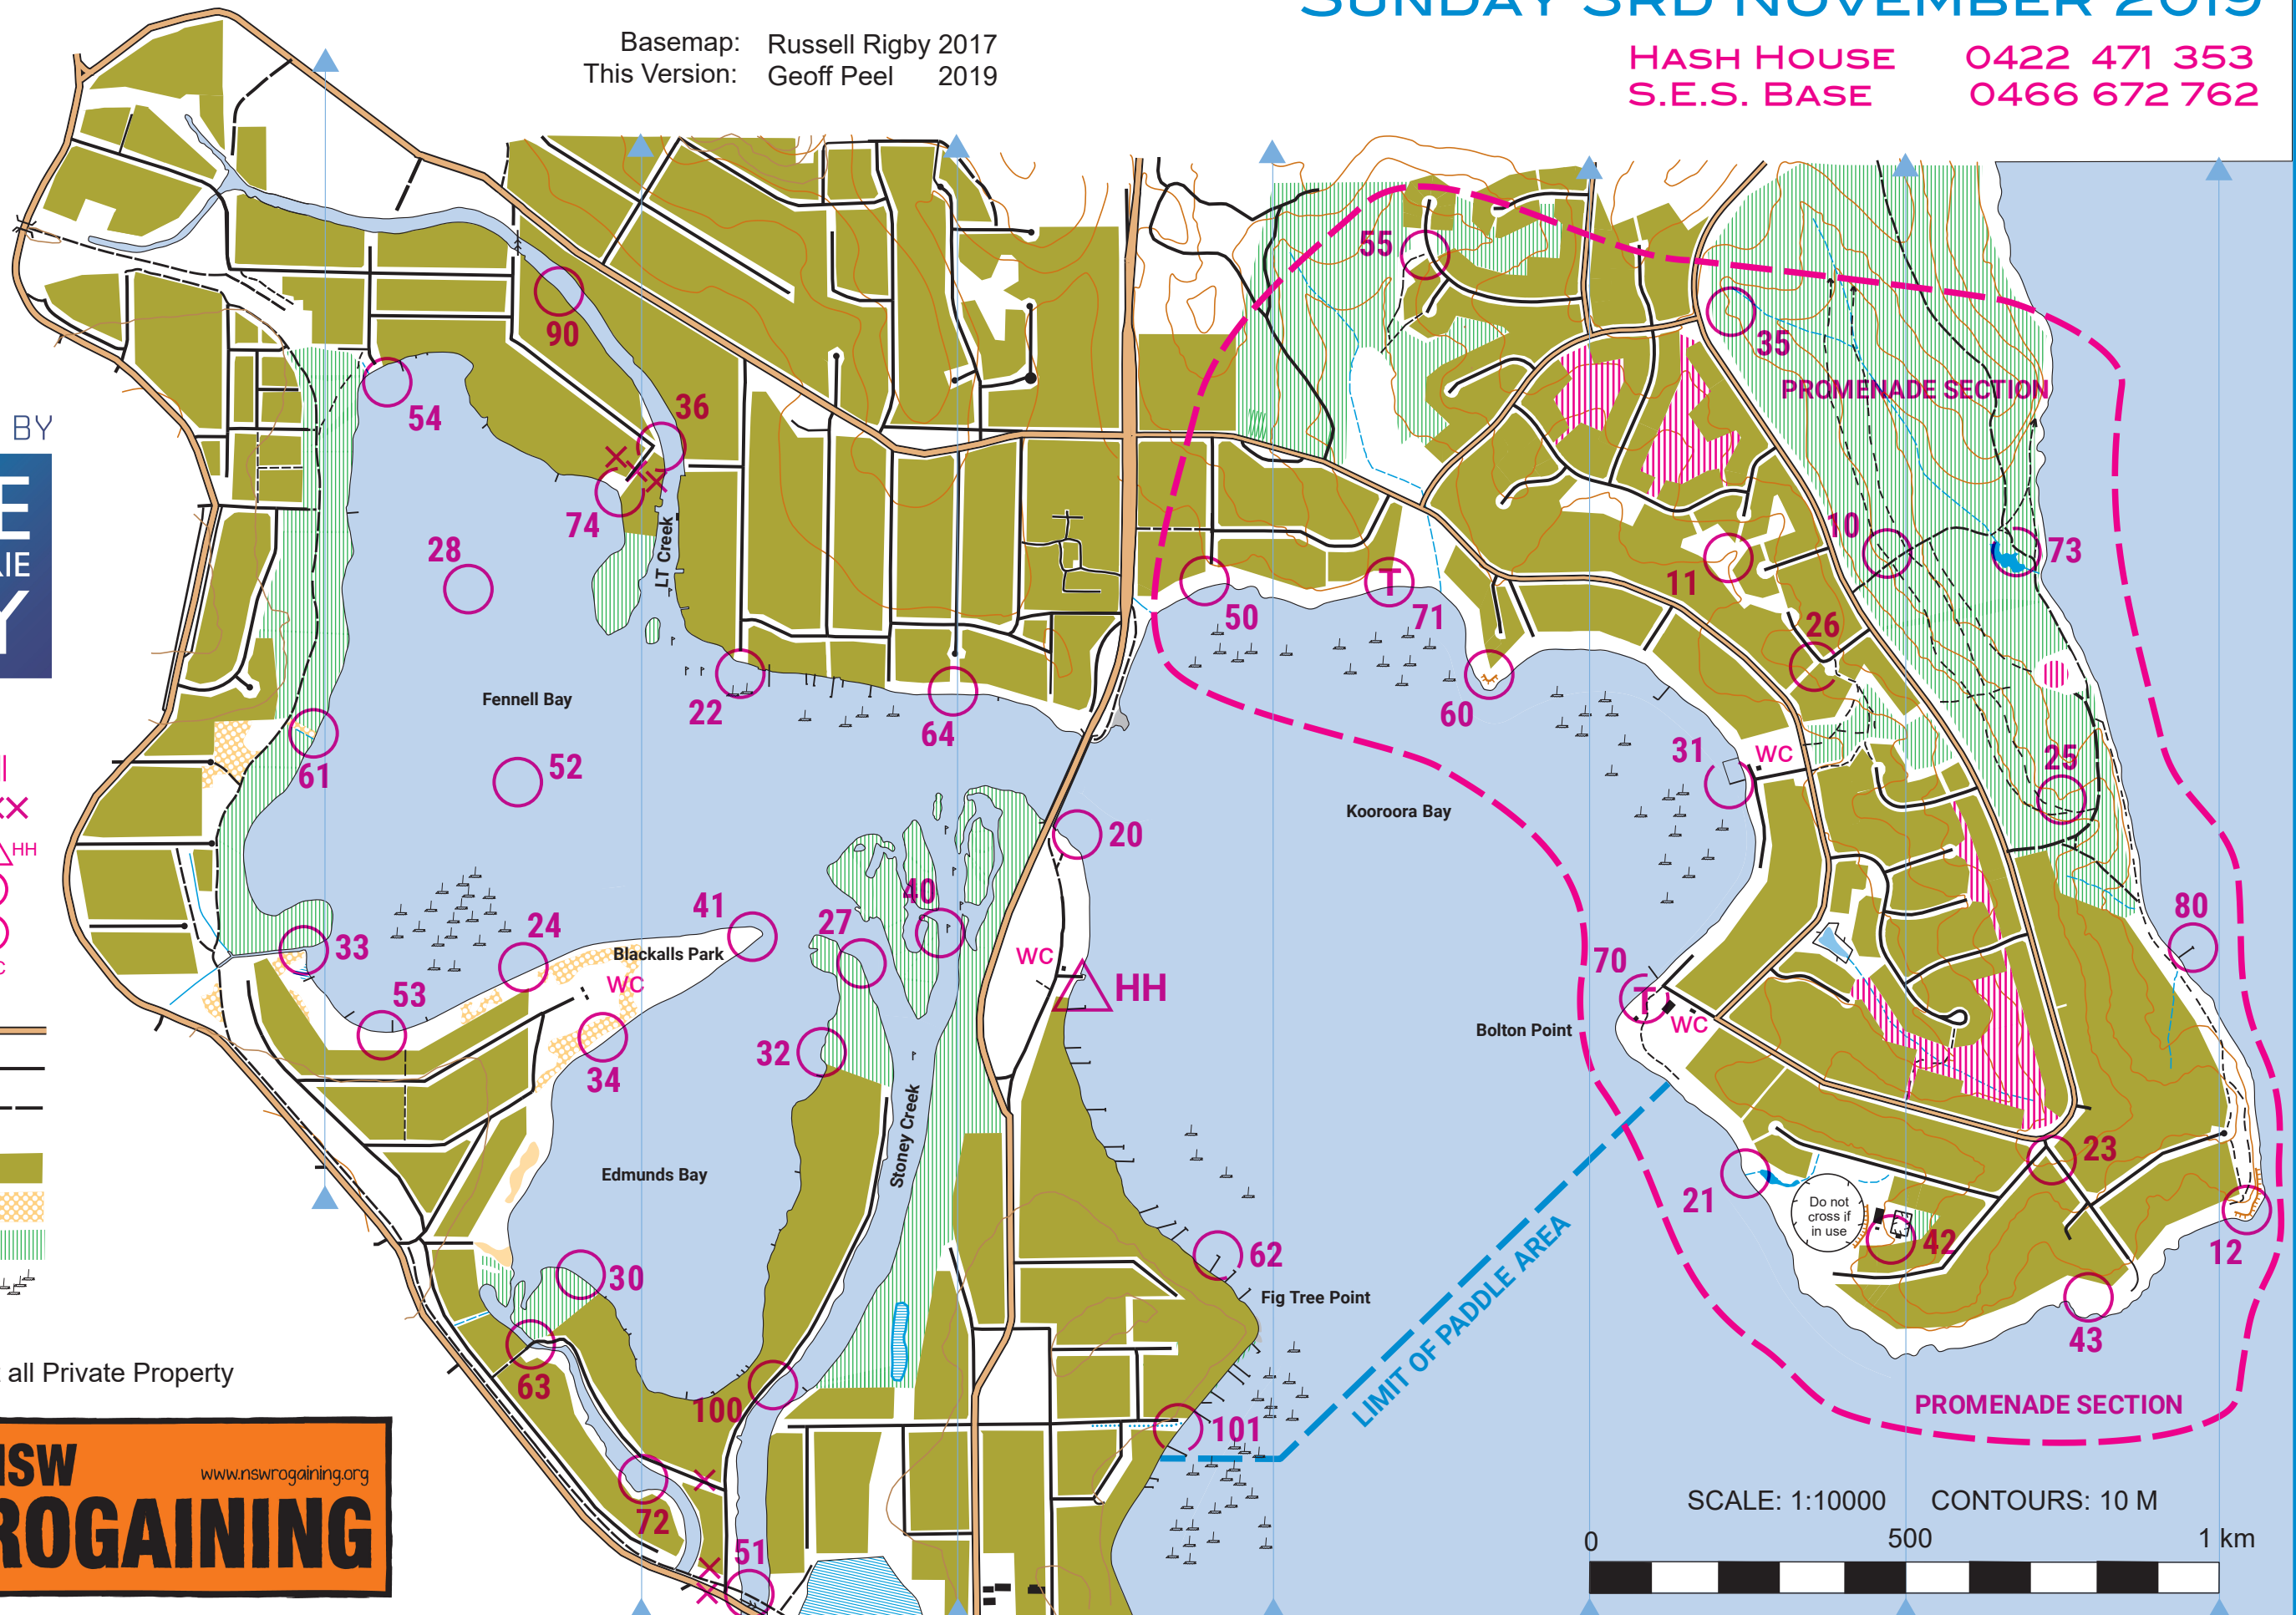 SUNDAY 3RD NOVEMBER 2019
Basemap: Russell Rigby 2017
This Version: Geoff Peel 2019
HASH HOUSE 0422 471 353
S.E.S. BASE 0466 672 762
55
35
90
PROMENADE SECTION
54
36
BY
E
IE
Y
74
28
LT Creek
10
73
11
50
T
71
26
Fennell Bay
22
64
60
31
WC
25
61
52
Kooroora Bay
20
HH
41
27
40
80
33
24
Blackalls Park
WC
WC
HH
70
T
WC
53
Bolton Point
32
34
Stoney Creek
Edmunds Bay
23
21
Do not
cross if
in use
42
12
62
30
Fig Tree Point
LIMIT OF PADDLE AREA
43
all Private Property
63
100
101
PROMENADE SECTION
NSW
www.nswrogaining.org
ROGAINING
72
51
SCALE: 1:10000 CONTOURS: 10 M
0 500 1 km